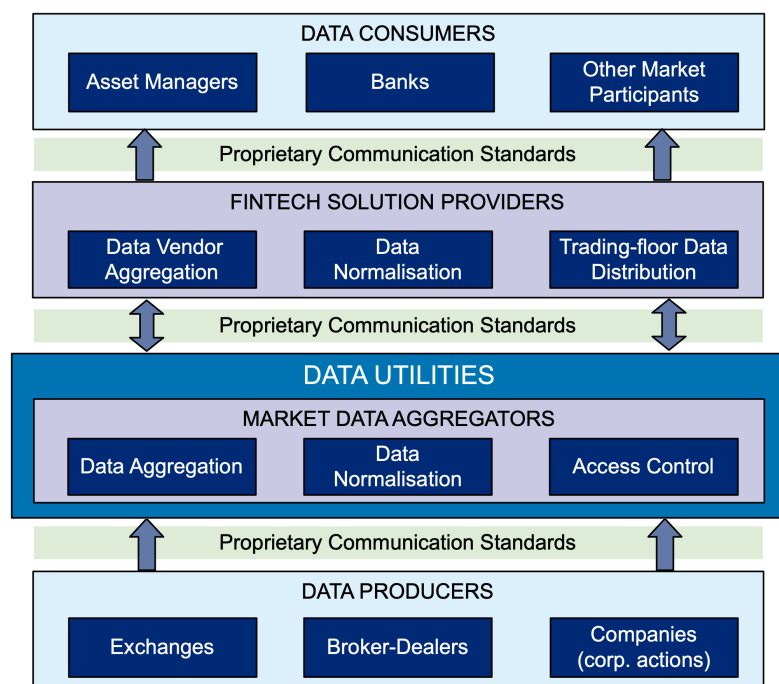 DATA CONSUMERS
Asset Managers
Banks
Other Market
Participants
Proprietary Communication Standards
FINTECH SOLUTION PROVIDERS
Data Vendor
Aggregation
Data
Normalisation
Trading-floor Data
Distribution
Proprietary Communication Standards
DATA UTILITIES
MARKET DATA AGGREGATORS
Data Aggregation
Data
Normalisation
Access Control
Proprietary Communication Standards
DATA PRODUCERS
Exchanges
Broker-Dealers
Companies
(corp. actions)